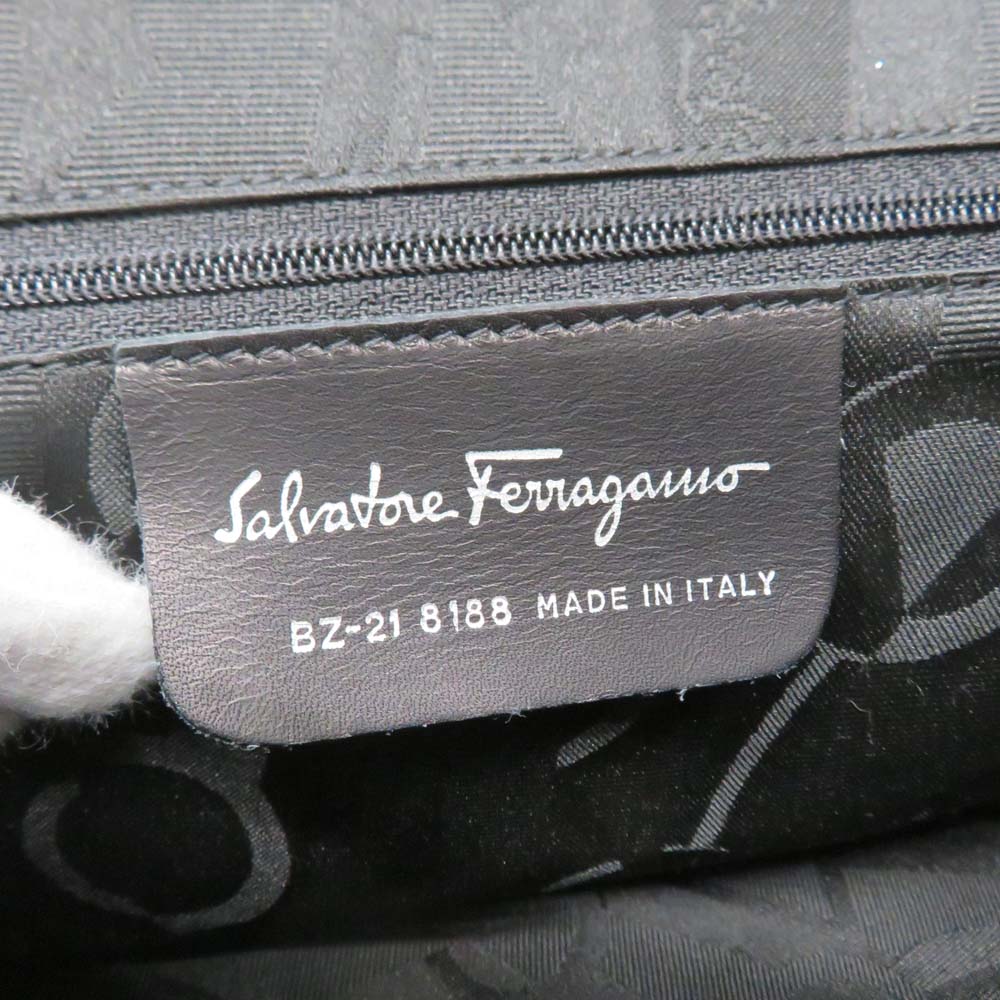 Salvatore Ferragamo
BZ-21 8188 MADE IN ITALY